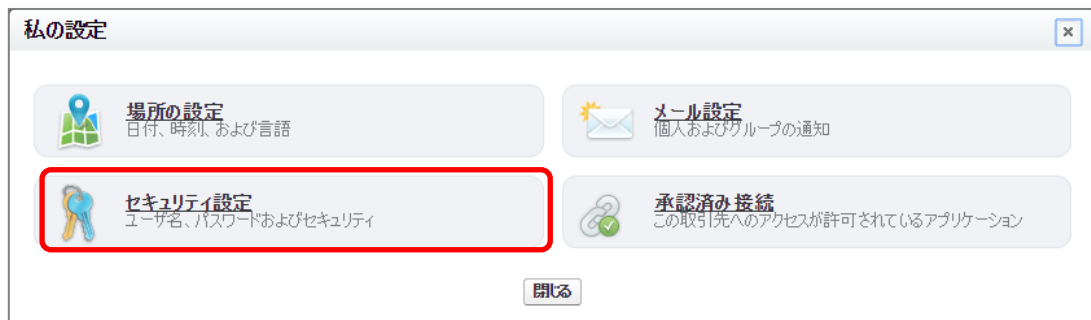 私の設定
場所の設定
日付、時刻、および言語
メール設定
個人およびグループの通知
セキュリティ設定
ユーザ名、パスワードおよびセキュリティ
承認済み接続
この取引先へのアクセスが許可されているアプリケーション
閉じる